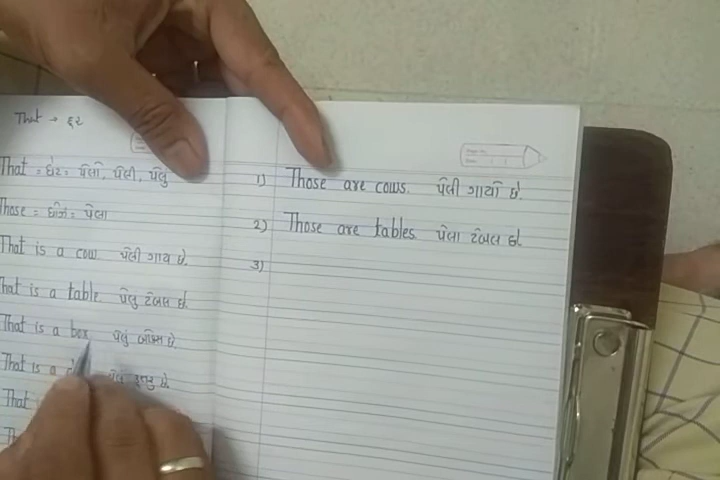 That → દૂર
That = ધેટ = પેલો, પેલી, પેલુ
Those = ધોઝ = પેલા
That is a cow. પેલી ગાય છે.
That is a table. પેલુ ટેબલ છે.
That is a box. પેલું બોક્સ છે.
That is a
That
1) Those are cows. પેલી ગાયો છે.
2) Those are tables. પેલા ટેબલ છે.
3)